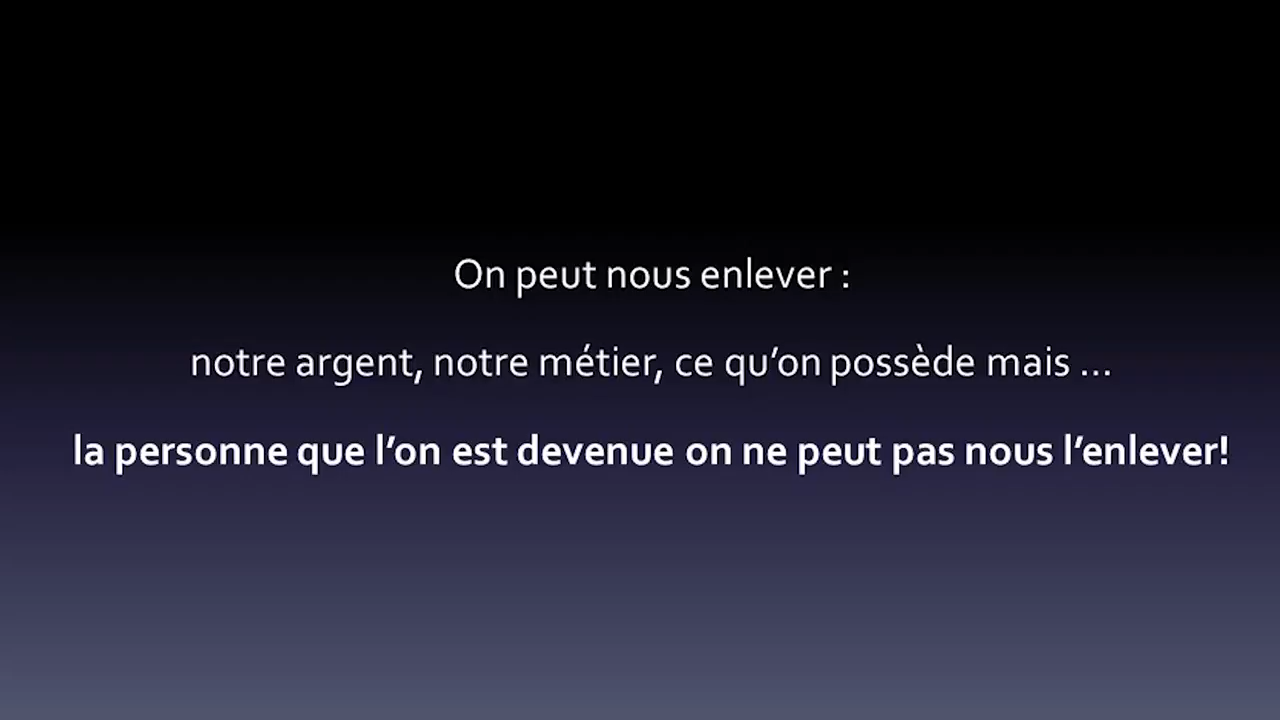 On peut nous enlever :
notre argent, notre métier, ce qu’on possède mais …
la personne que l’on est devenue on ne peut pas nous l’enlever!